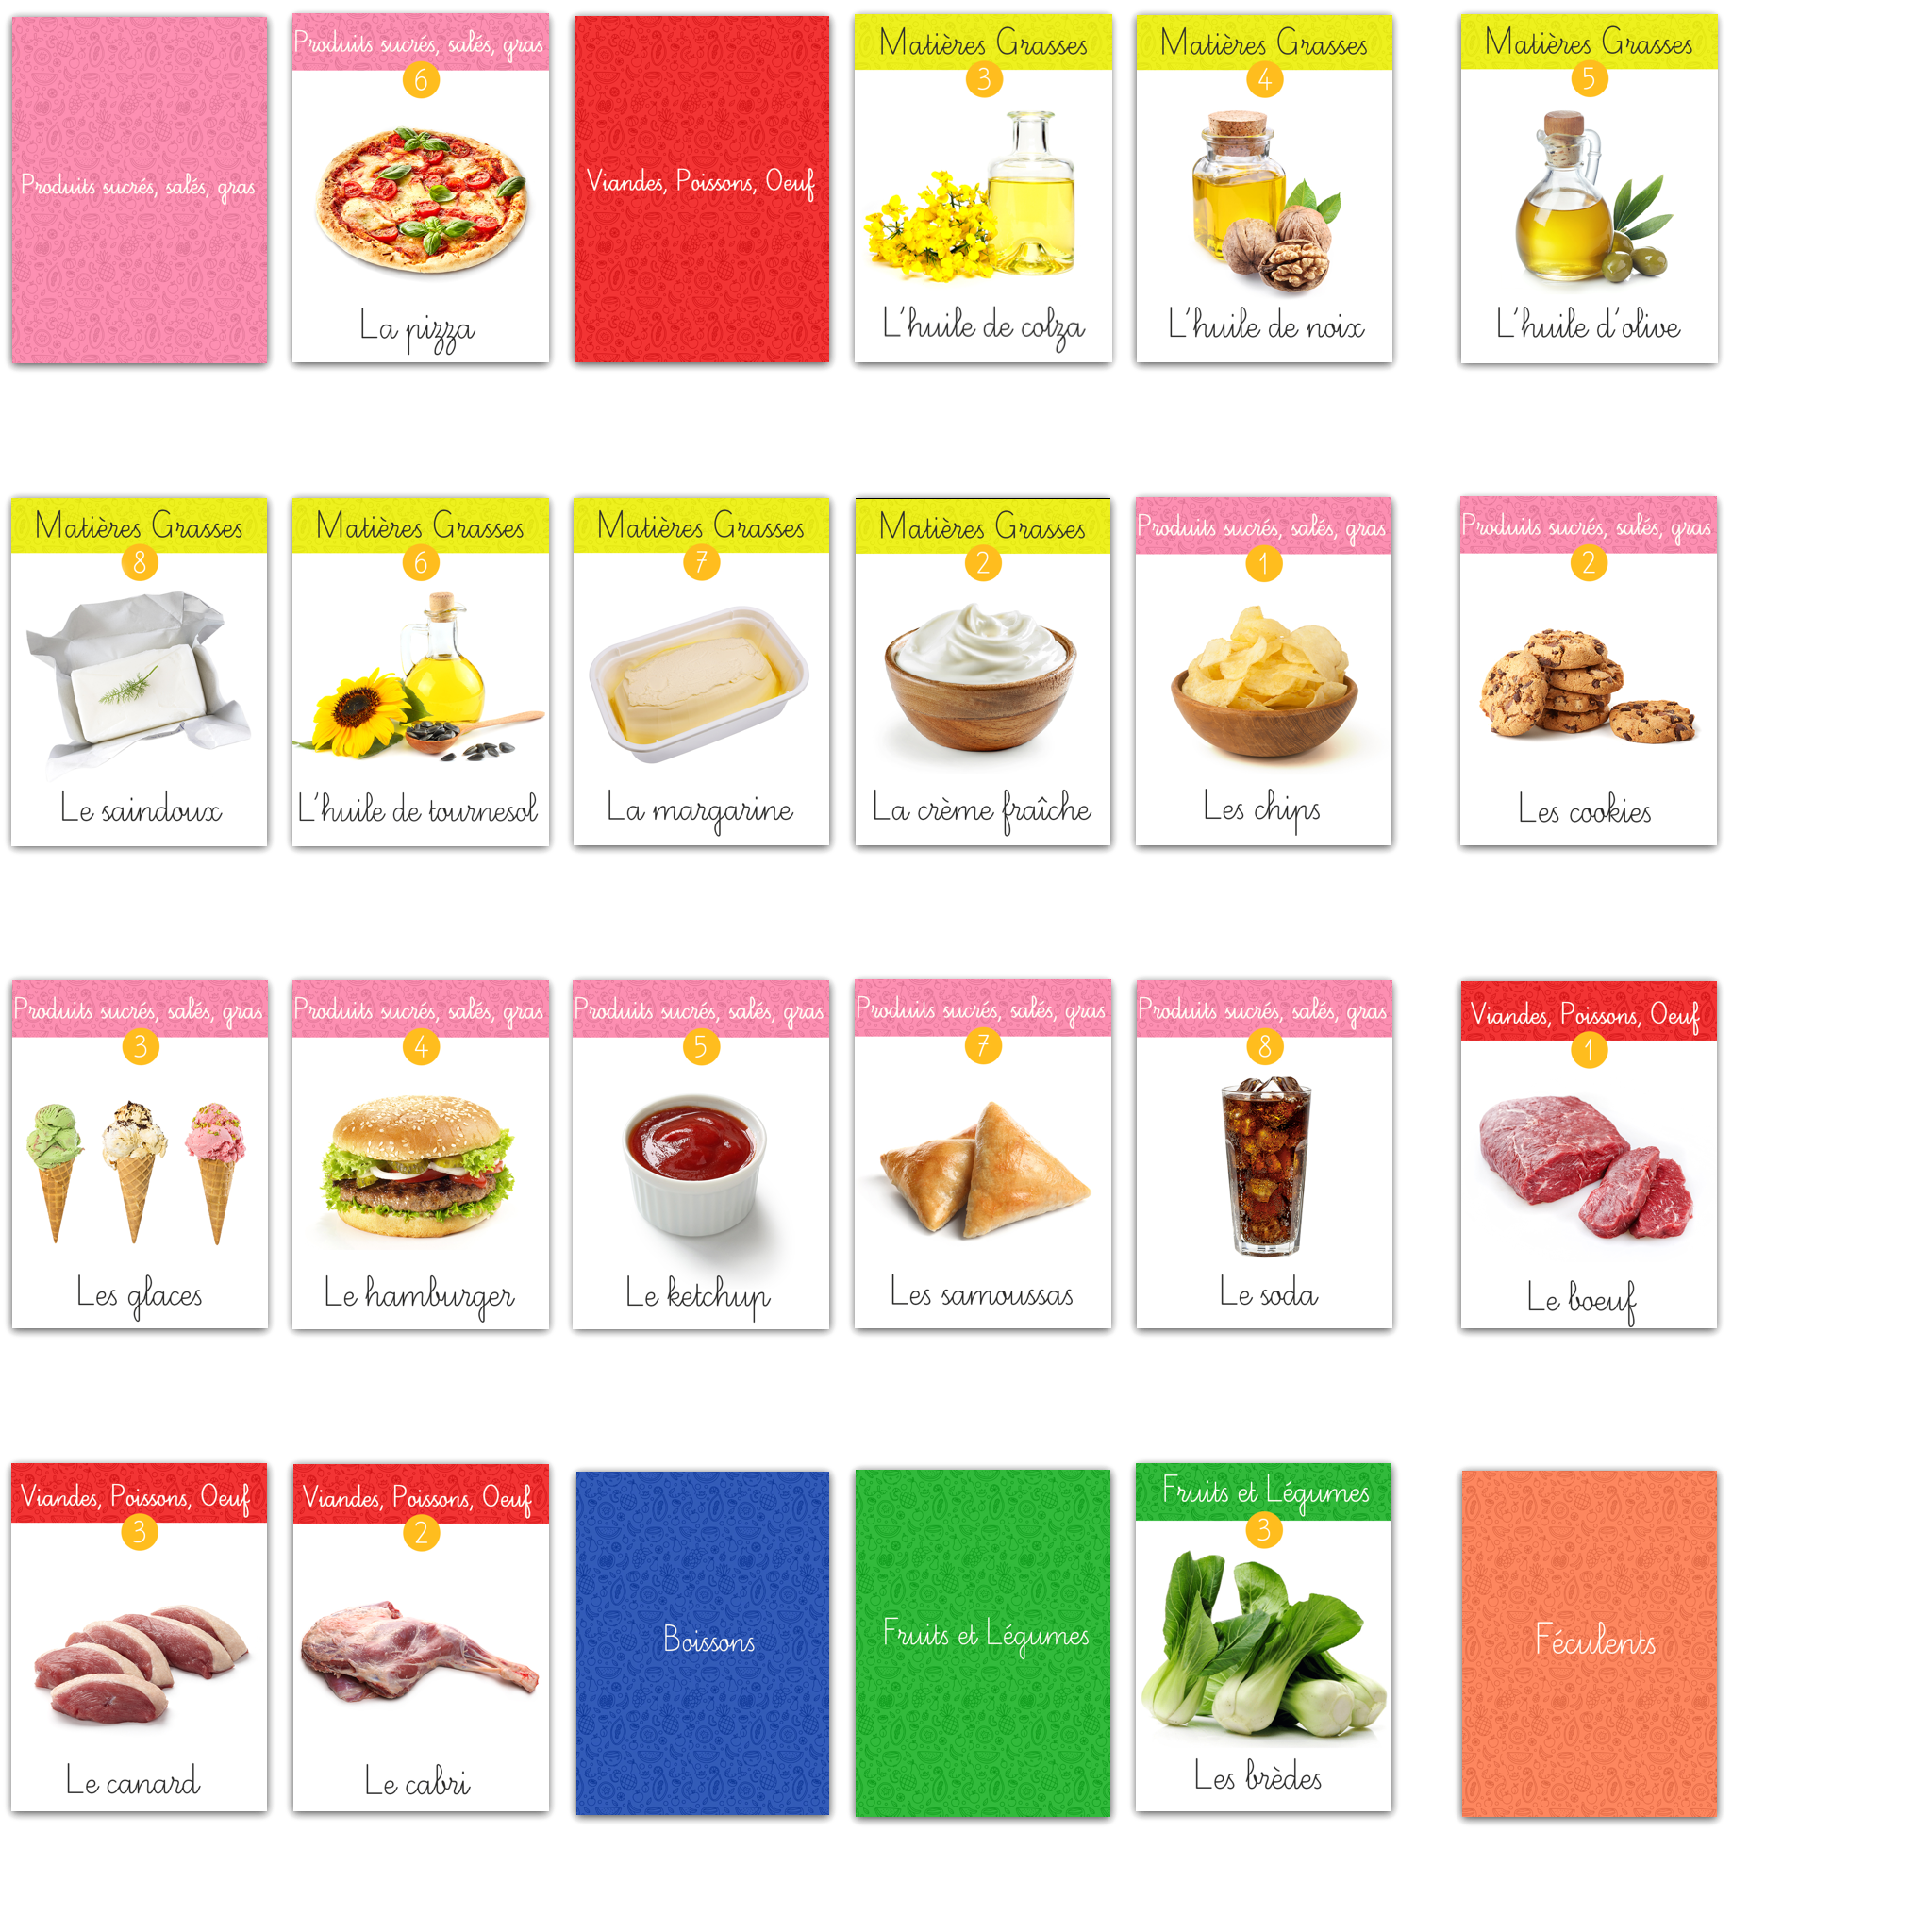 Produits sucrés, salés, gras
Produits sucrés, salés, gras
6
La pizza
Viandes, Poissons, Oeuf
Matières Grasses
3
L'huile de colza
Matières Grasses
4
L'huile de noix
Matières Grasses
5
L'huile d'olive
Matières Grasses
8
Le saindoux
Matières Grasses
6
L'huile de tournesol
Matières Grasses
7
La margarine
Matières Grasses
2
La crème fraîche
Produits sucrés, salés, gras
1
Les chips
Produits sucrés, salés, gras
2
Les cookies
Produits sucrés, salés, gras
3
Les glaces
Produits sucrés, salés, gras
4
Le hamburger
Produits sucrés, salés, gras
5
Le ketchup
Produits sucrés, salés, gras
7
Les samoussas
Produits sucrés, salés, gras
8
Le soda
Viandes, Poissons, Oeuf
1
Le boeuf
Viandes, Poissons, Oeuf
3
Le canard
Viandes, Poissons, Oeuf
2
Le cabri
Boissons
Fruits et Légumes
Fruits et Légumes
3
Les brèdes
Féculents